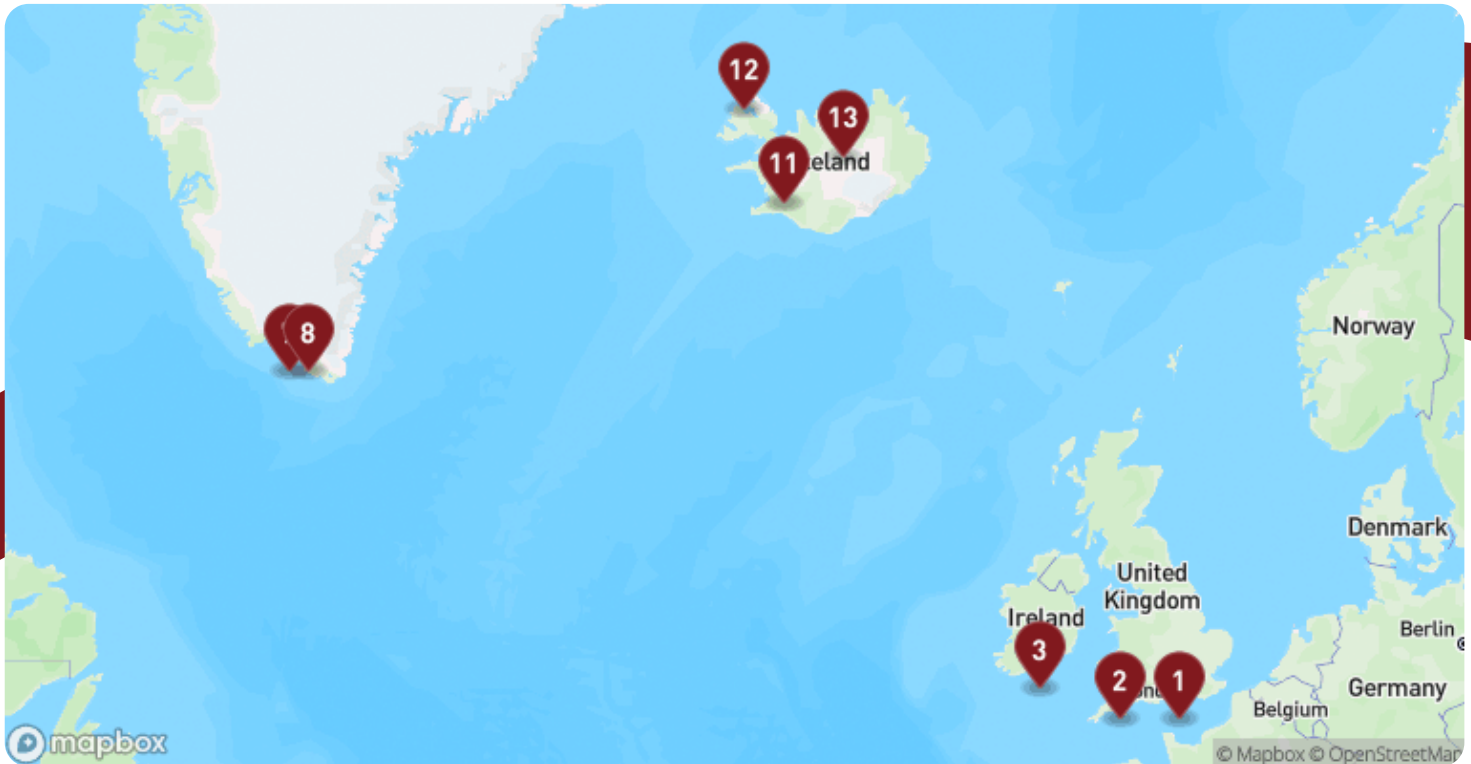 12
13
11
eland
8
Norway
Denmark
United
Kingdom
Ireland
Berlin
3
2
1
Germany
Belgium
mapbox
© Mapbox © OpenStreetMap